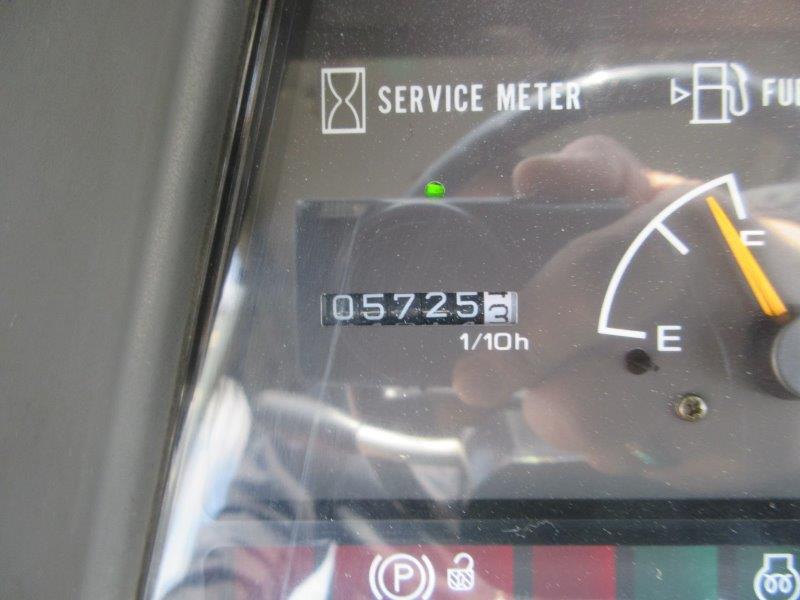 SERVICE METER
FU
F
057253
1/10h
E
P